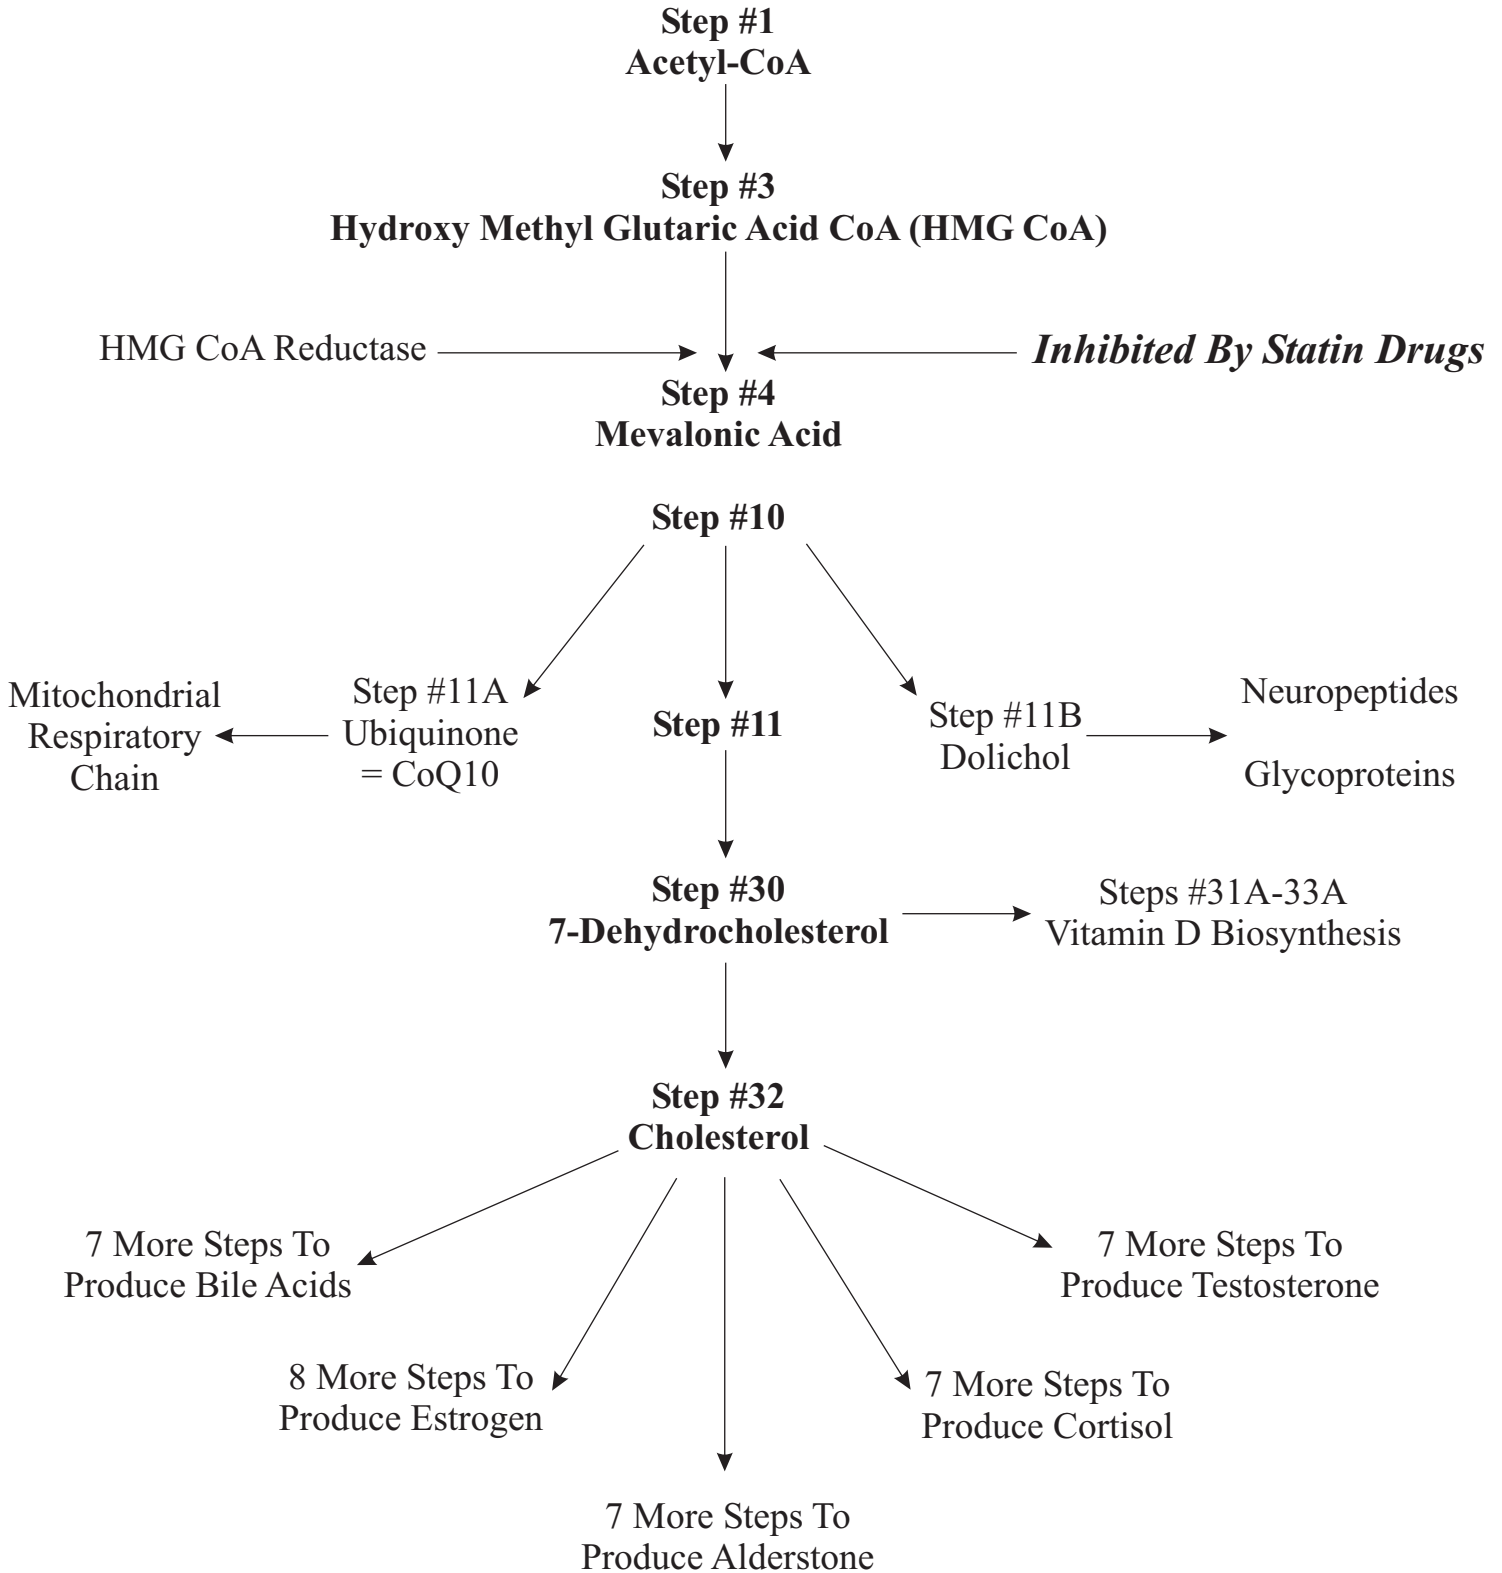 Step #1
Acetyl-CoA
Step #3
Hydroxy Methyl Glutaric Acid CoA (HMG CoA)
HMG CoA Reductase
Inhibited By Statin Drugs
Step #4
Mevalonic Acid
Step #10
Mitochondrial
Respiratory
Chain
Step #11A
Ubiquinone
= CoQ10
Step #11
Step #11B
Dolichol
Neuropeptides
Glycoproteins
Step #30
7-Dehydrocholesterol
Steps #31A-33A
Vitamin D Biosynthesis
Step #32
Cholesterol
7 More Steps To
Produce Bile Acids
7 More Steps To
Produce Testosterone
8 More Steps To
Produce Estrogen
7 More Steps To
Produce Cortisol
7 More Steps To
Produce Alderstone